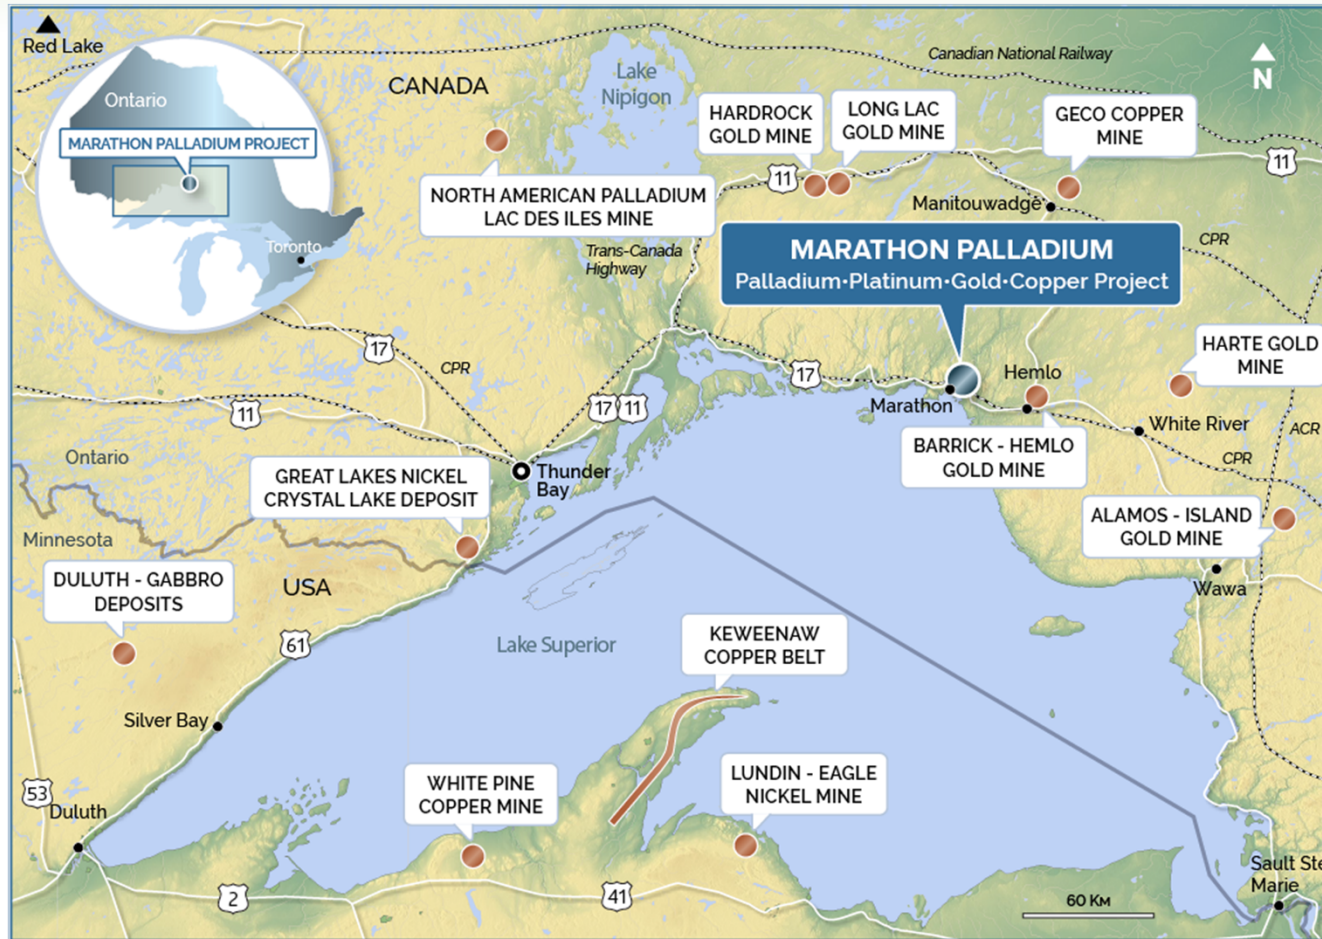 Red Lake
Ontario
MARATHON PALLADIUM PROJECT
Toronto
CANADA
Lake
Nipigon
Canadian National Railway
N
HARDROCK
GOLD MINE
LONG LAC
GOLD MINE
GECO COPPER
MINE
11
11
NORTH AMERICAN PALLADIUM
LAC DES ILES MINE
Manitouwadge
Trans-Canada
Highway
CPR
MARATHON PALLADIUM
Palladium•Platinum•Gold•Copper Project
17
CPR
17
HARTE GOLD
MINE
Hemlo
11
17
11
Marathon
White River
ACR
BARRICK - HEMLO
GOLD MINE
CPR
Ontario
GREAT LAKES NICKEL
CRYSTAL LAKE DEPOSIT
Thunder
Bay
Minnesota
ALAMOS - ISLAND
GOLD MINE
DULUTH - GABBRO
DEPOSITS
USA
Wawa
61
Lake Superior
KEWEENAW
COPPER BELT
Silver Bay
53
Duluth
WHITE PINE
COPPER MINE
LUNDIN - EAGLE
NICKEL MINE
2
41
60 KM
Sault Ste
Marie